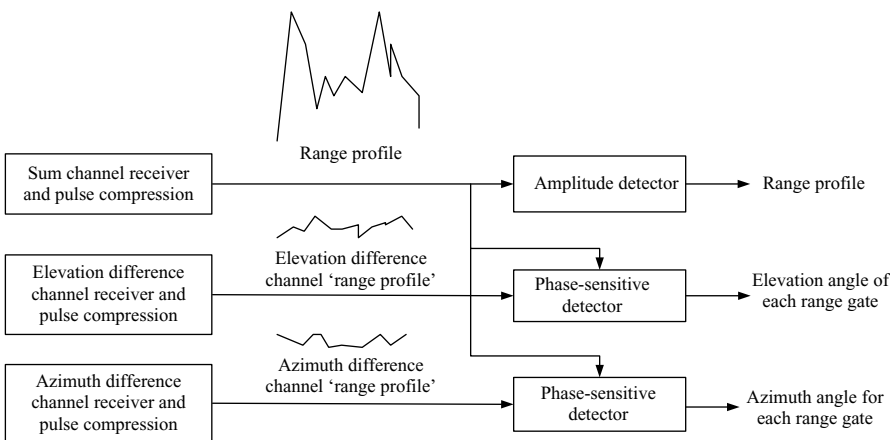 Range profile
Sum channel receiver
and pulse compression
Amplitude detector
Range profile
Elevation difference
channel ‘range profile’
Elevation difference
channel receiver and
pulse compression
Phase-sensitive
detector
Elevation angle of
each range gate
Azimuth difference
channel ‘range profile’
Azimuth difference
channel receiver and
pulse compression
Phase-sensitive
detector
Azimuth angle for
each range gate